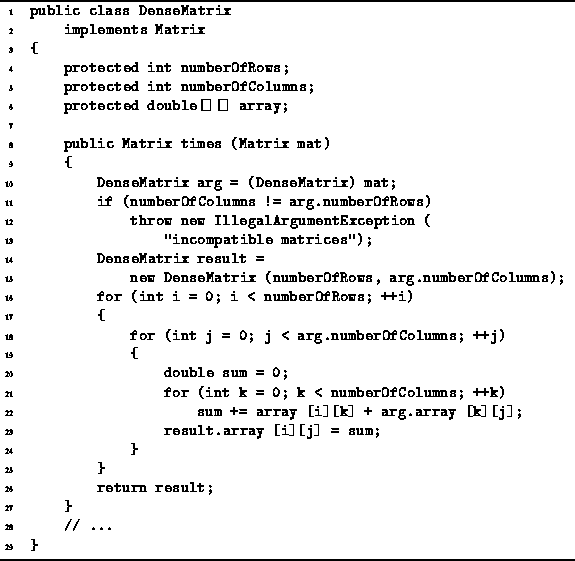 1 public class DenseMatrix
2 implements Matrix
3 {
4 protected int numberOfRows;
5 protected int numberOfColumns;
6 protected double[][] array;
7
8 public Matrix times (Matrix mat)
9 {
10 DenseMatrix arg = (DenseMatrix) mat;
11 if (numberOfColumns != arg.numberOfRows)
12 throw new IllegalArgumentException (
13 "incompatible matrices");
14 DenseMatrix result =
15 new DenseMatrix (numberOfRows, arg.numberOfColumns);
16 for (int i = 0; i < numberOfRows; ++i)
17 {
18 for (int j = 0; j < arg.numberOfColumns; ++j)
19 {
20 double sum = 0;
21 for (int k = 0; k < numberOfColumns; ++k)
22 sum += array [i][k] + arg.array [k][j];
23 result.array [i][j] = sum;
24 }
25 }
26 return result;
27 }
28 // ...
29 }